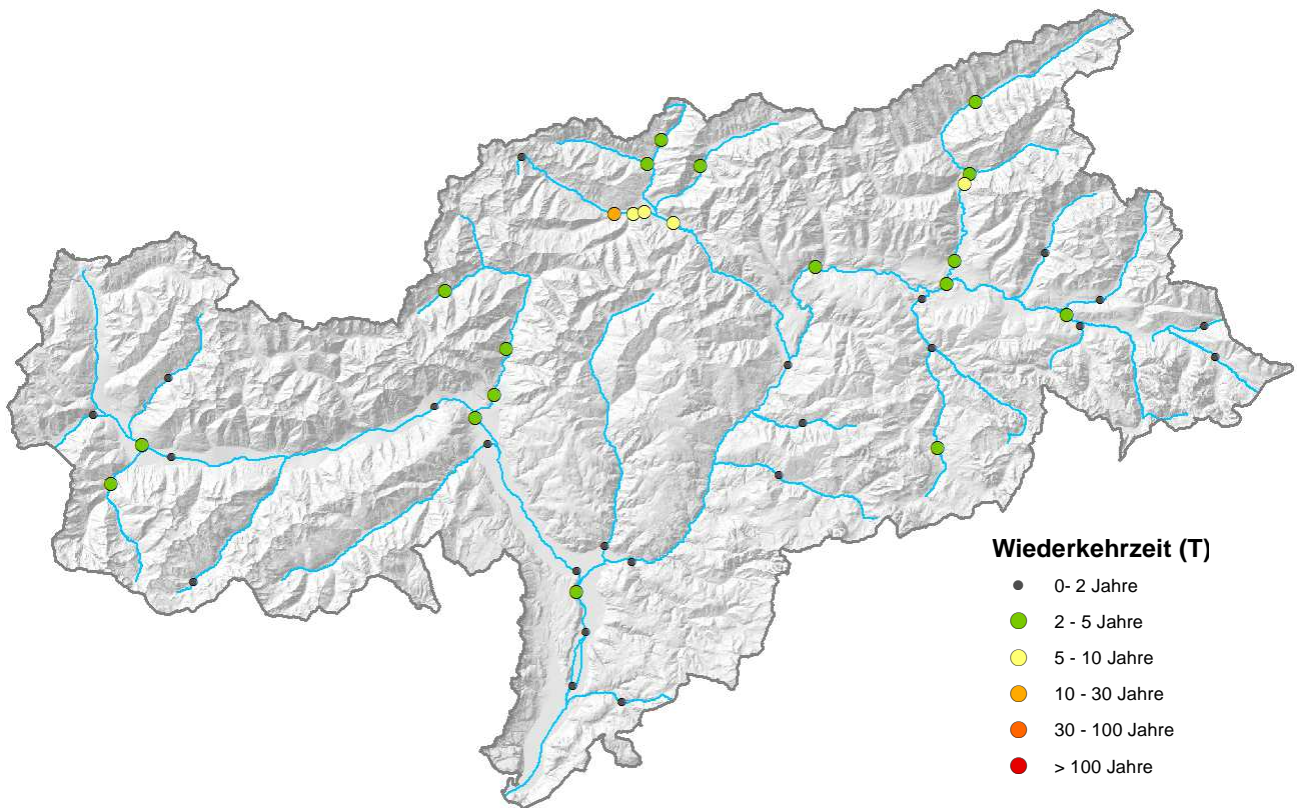 Wiederkehrzeit (T)
0- 2 Jahre
2 - 5 Jahre
5 - 10 Jahre
10 - 30 Jahre
30 - 100 Jahre
> 100 Jahre